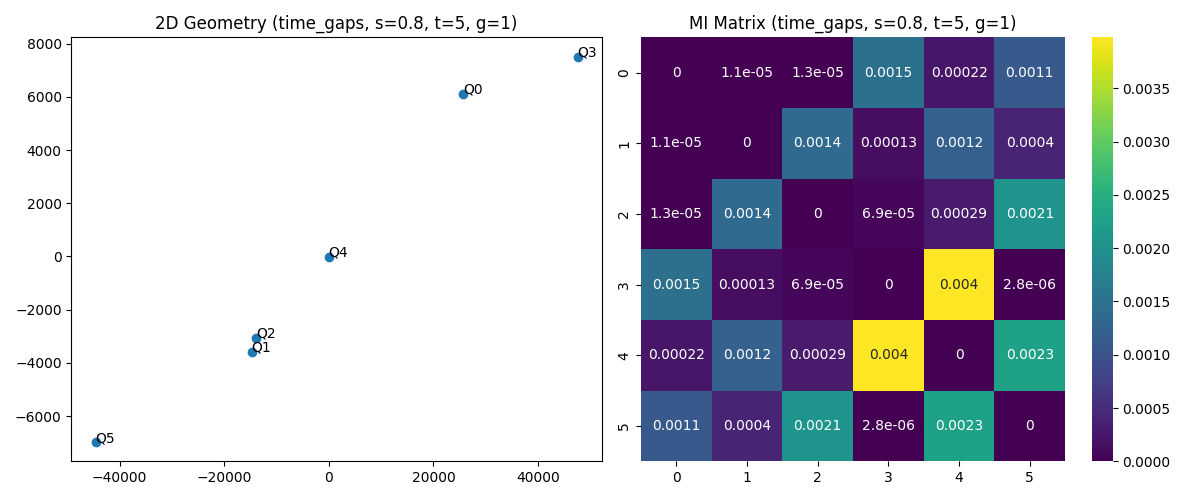 2D Geometry (time_gaps, s=0.8, t=5, g=1)
8000
6000
4000
2000
0
−2000
−4000
−6000
−40000 −20000 0 20000 40000
Q3
Q0
Q4
Q2
Q1
Q5
MI Matrix (time_gaps, s=0.8, t=5, g=1)
0 0 1.1e-05 1.3e-05 0.0015 0.00022 0.0011
1 1.1e-05 0 0.0014 0.00013 0.0012 0.0004
2 1.3e-05 0.0014 0 6.9e-05 0.00029 0.0021
3 0.0015 0.00013 6.9e-05 0 0.004 2.8e-06
4 0.00022 0.0012 0.00029 0.004 0 0.0023
5 0.0011 0.0004 0.0021 2.8e-06 0.0023 0
0 1 2 3 4 5
0.0035
0.0030
0.0025
0.0020
0.0015
0.0010
0.0005
0.0000